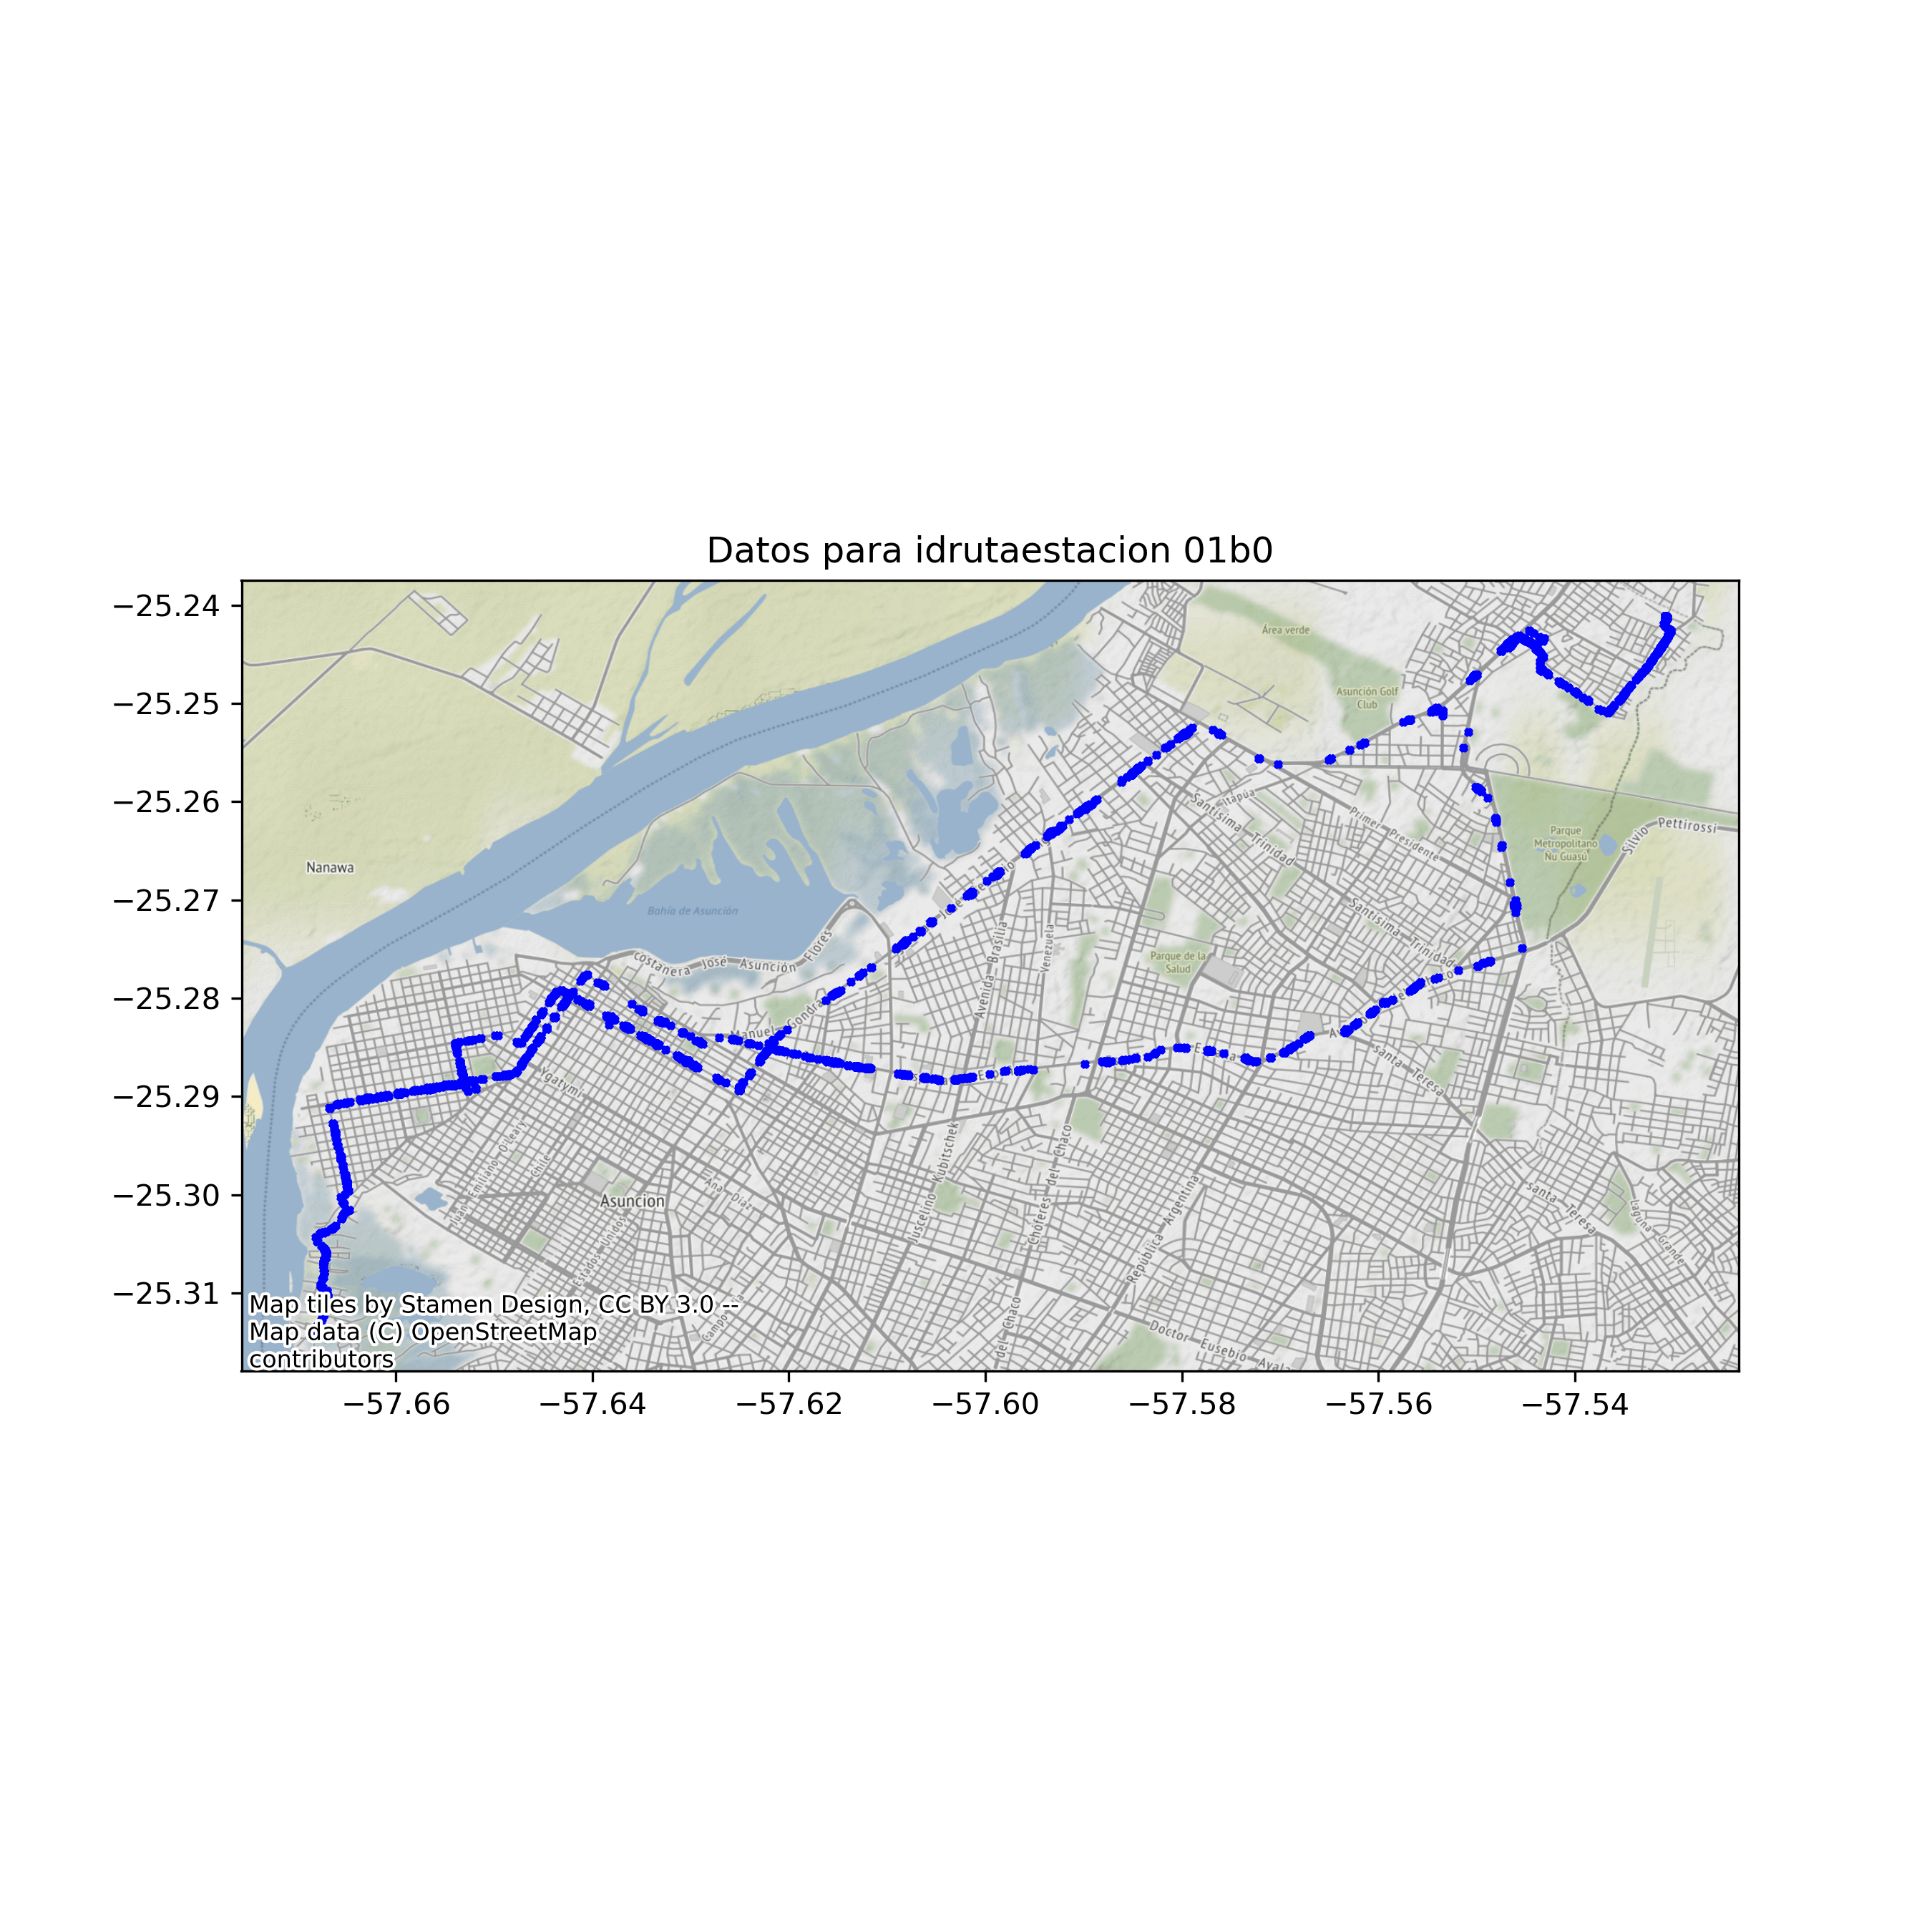 Datos para idrutaestacion 01b0
−25.24
−25.25
−25.26
−25.27
−25.28
−25.29
−25.30
−25.31
−57.66
−57.64
−57.62
−57.60
−57.58
−57.56
−57.54
Área verde
Asunción Golf
Club
Itapúa
Santísima Trinidad
Primer Presidente
Parque
Metropolitano
Ñu Guasu
Silvio Pettirossi
Nanawa
Bahía de Asunción
Costanera José Asunción Flores
Avenida Brasilia
Venezuela
Parque de la
Salud
Santísima Trinidad
Manuel Gondra
Ygatymí
Santa Teresa
Juan Emiliano O'Leary
Chile
Asuncion
Ana Díaz
Estados Unidos
Juscelino Kubitschek
Chóferes del Chaco
República Argentina
Santa Teresa
Laguna Grande
del Chaco
Doctor Eusebio Ayala
Map tiles by Stamen Design, CC BY 3.0 --
Map data (C) OpenStreetMap
contributors